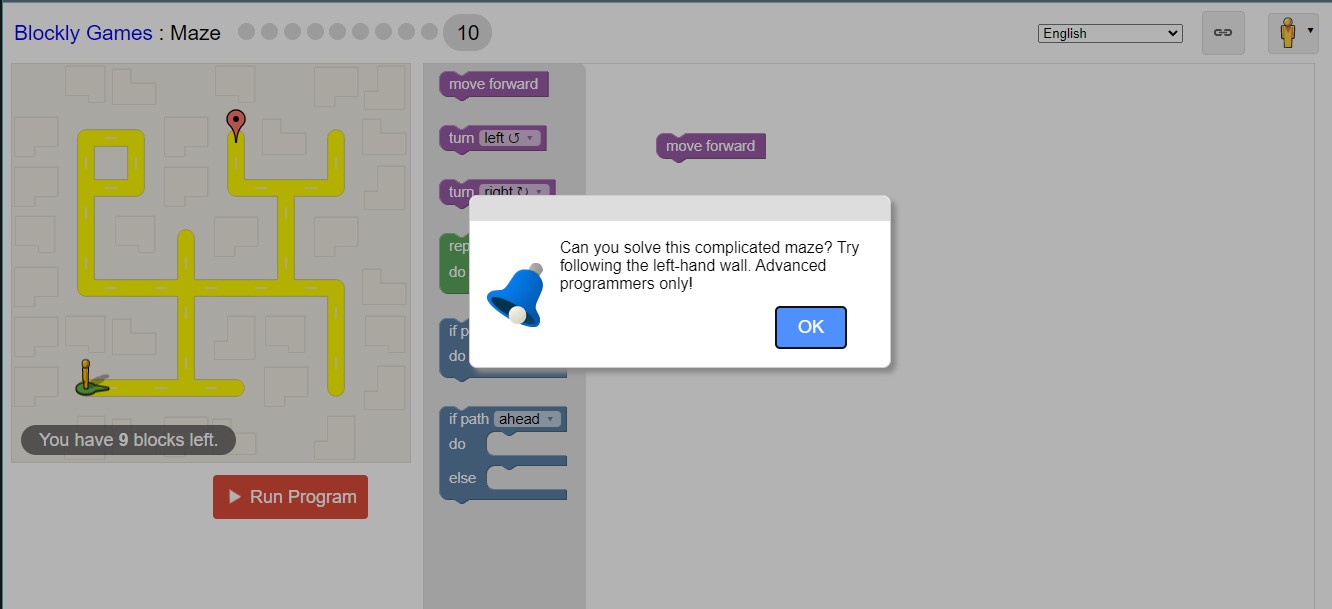 Blockly Games : Maze
10
English
move forward
turn left ↺
turn right ↻
rep
do
if p
do
if path ahead
do
else
move forward
Can you solve this complicated maze? Try
following the left-hand wall. Advanced
programmers only!
OK
You have 9 blocks left.
Run Program